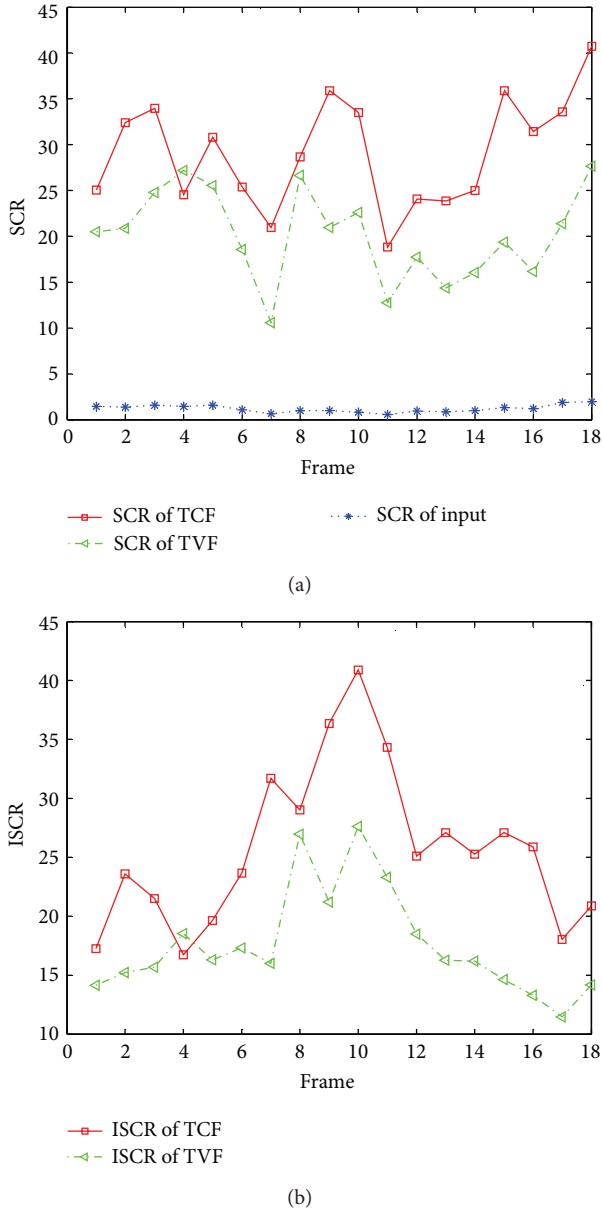 45
40
35
30
25
20
15
10
5
0
SCR
0 2 4 6 8 10 12 14 16 18
Frame
SCR of TCF
SCR of input
SCR of TVF
(a)
45
40
35
30
25
20
15
10
ISCR
0 2 4 6 8 10 12 14 16 18
Frame
ISCR of TCF
ISCR of TVF
(b)